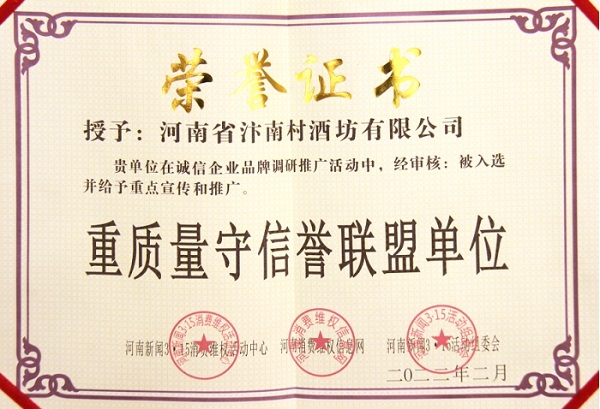 荣誉证书
授予：河南省汴南村酒坊有限公司
贵单位在诚信企业品牌调研推广活动中，经审核：被入选
并给予重点宣传和推广。
重质量守信誉联盟单位
河南新闻3·15消费维权活动中心 河南消费维权信息网 河南新闻3·15活动组委会
二〇二二年二月